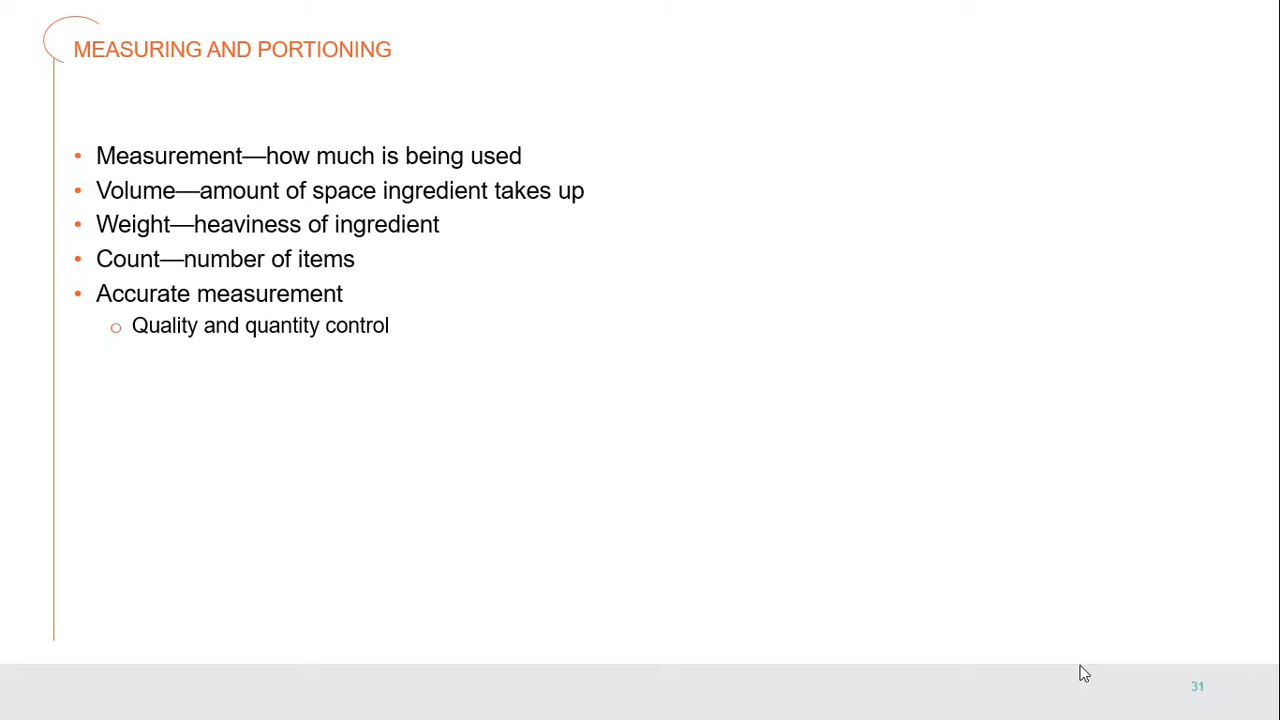 MEASURING AND PORTIONING
• Measurement—how much is being used
• Volume—amount of space ingredient takes up
• Weight—heaviness of ingredient
• Count—number of items
• Accurate measurement
o Quality and quantity control
31